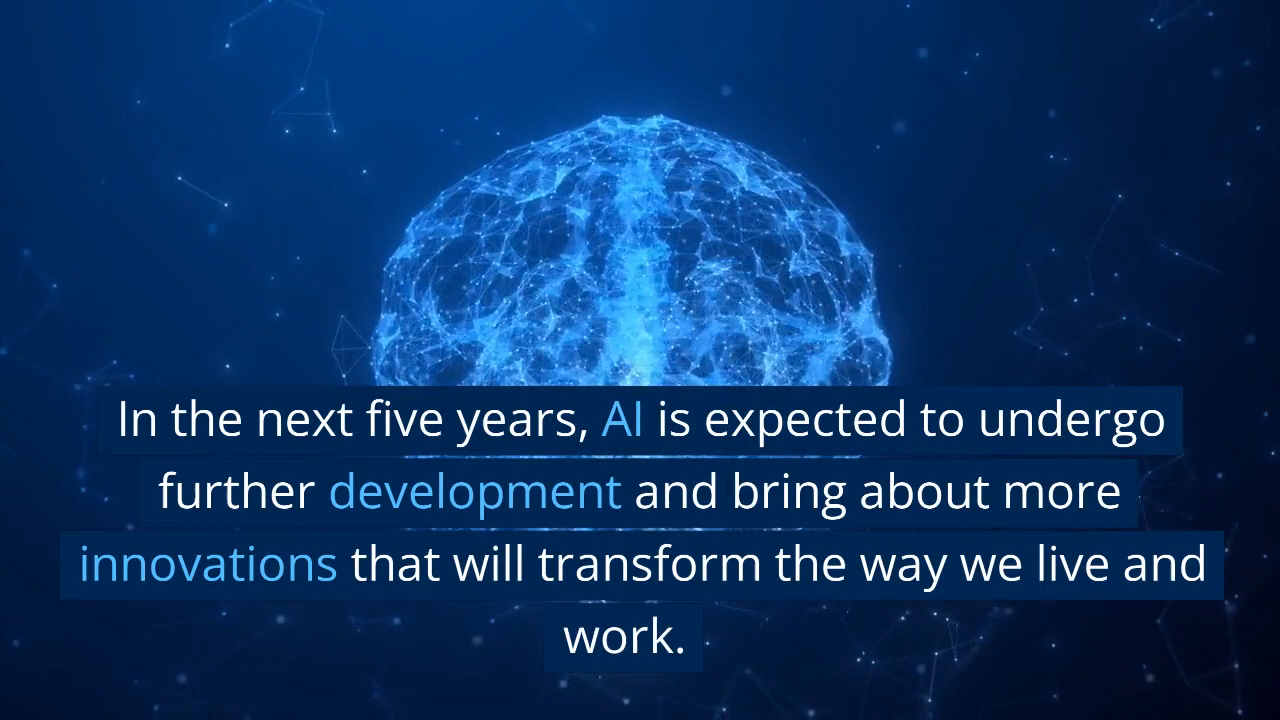 In the next five years, AI is expected to undergo
further development and bring about more
innovations that will transform the way we live and
work.